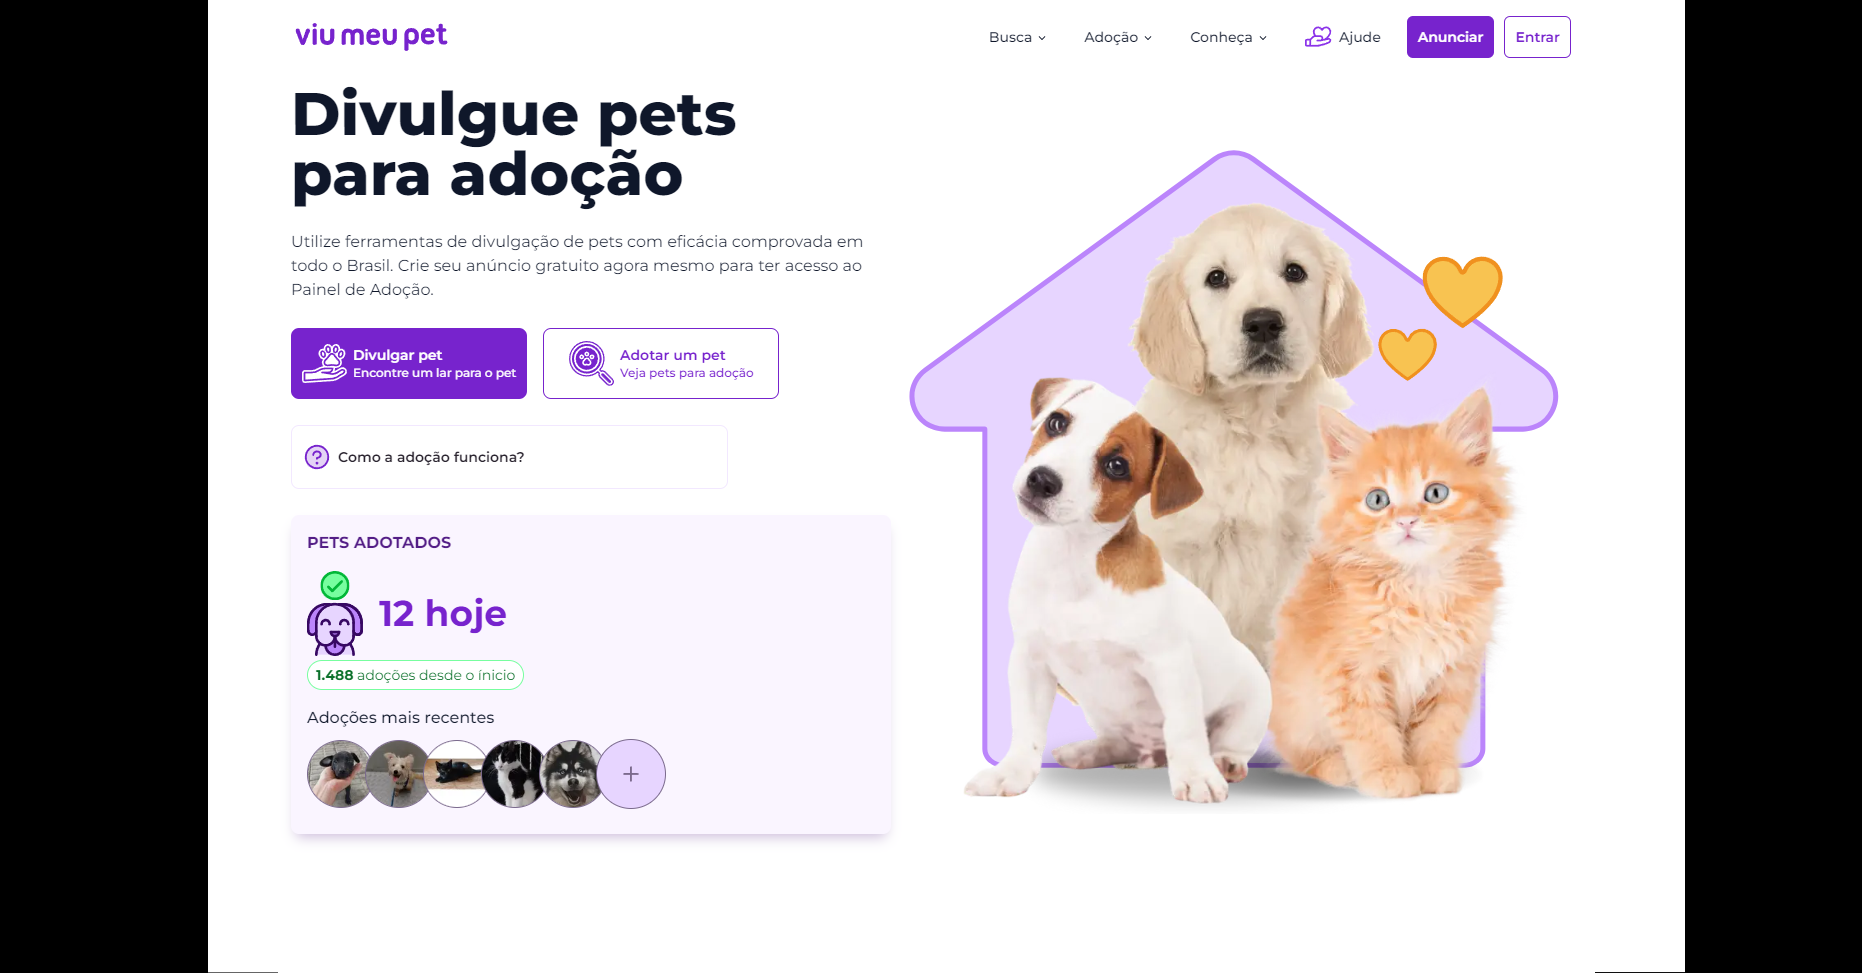 viu meu pet
Busca
Adoção
Conheça
Ajude
Anunciar
Entrar
Divulgue pets
para adoção
Utilize ferramentas de divulgação de pets com eficácia comprovada em
todo o Brasil. Crie seu anúncio gratuito agora mesmo para ter acesso ao
Painel de Adoção.
Divulgar pet
Encontre um lar para o pet
Adotar um pet
Veja pets para adoção
Como a adoção funciona?
PETS ADOTADOS
12 hoje
1.488 adoções desde o ínicio
Adoções mais recentes